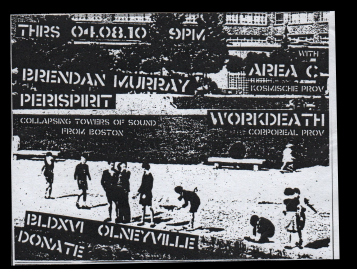 THRS 04.08.10 9PM
WITH
BRENDAN MURRAY
AREA C
KOSMISCHE PROV
PERISPIRIT
WORKDEATH
COLLAPSING TOWERS OF SOUND
FROM BOSTON
CORPOREAL PROV
BLDXVI OLNEYVILLE
DONATE